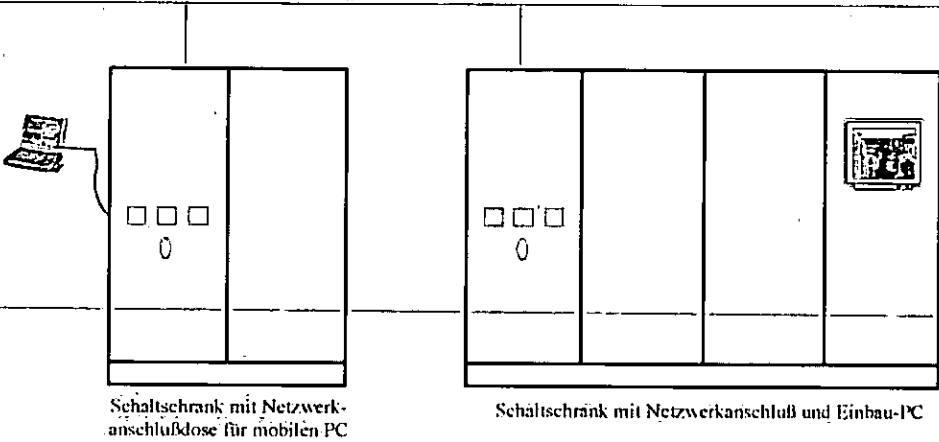 Schaltschrank mit Netzwerk-
anschlußdose für mobilen PC
Schaltschrank mit Netzwerkanschluß und Einbau-PC